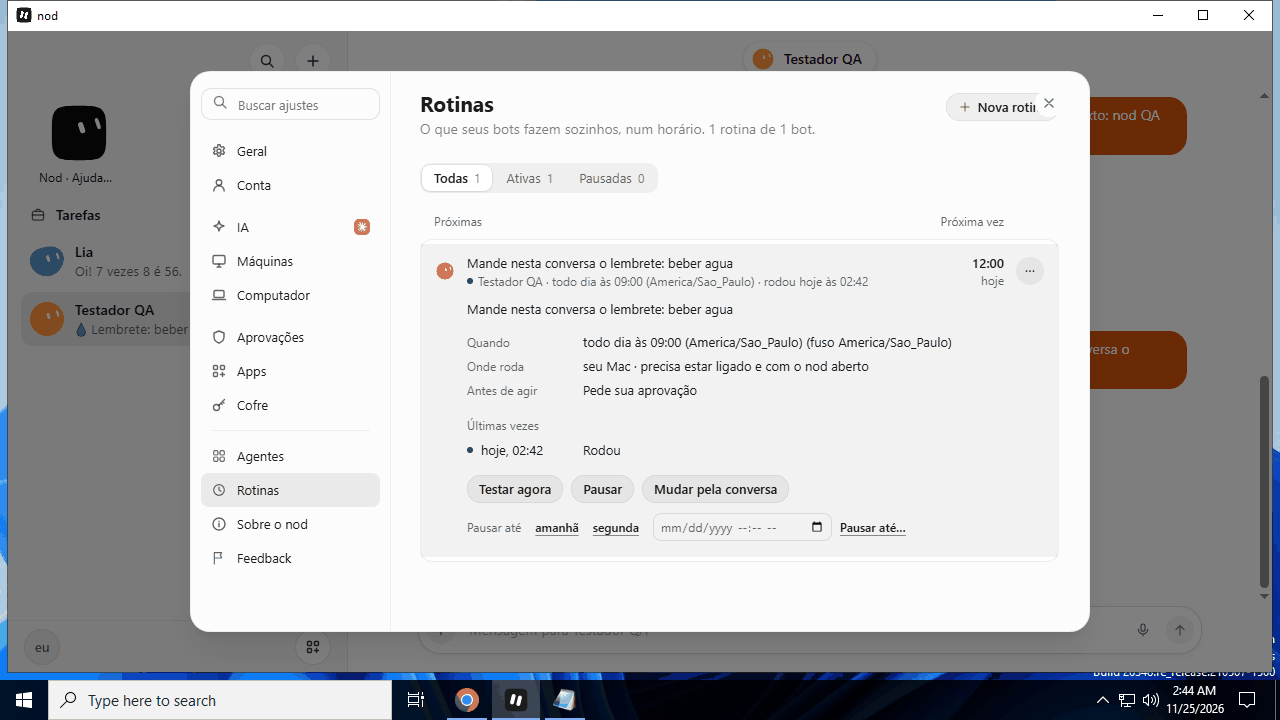 nod
Testador QA
Nod · Ajuda...
Tarefas
Lia
Oi! 7 vezes 8 é 56.
Testador QA
Lembrete: beber
eu
Buscar ajustes
Geral
Conta
IA
Máquinas
Computador
Aprovações
Apps
Cofre
Agentes
Rotinas
Sobre o nod
Feedback
Rotinas
O que seus bots fazem sozinhos, num horário. 1 rotina de 1 bot.
+ Nova
Todas 1
Ativas 1
Pausadas 0
Próximas
Próxima vez
Mande nesta conversa o lembrete: beber agua
12:00
Testador QA · todo dia às 09:00 (America/Sao_Paulo) · rodou hoje às 02:42
hoje
Mande nesta conversa o lembrete: beber agua
Quando todo dia às 09:00 (America/Sao_Paulo) (fuso America/Sao_Paulo)
Onde roda seu Mac · precisa estar ligado e com o nod aberto
Antes de agir Pede sua aprovação
Últimas vezes
hoje, 02:42 Rodou
Testar agora
Pausar
Mudar pela conversa
Pausar até amanhã segunda mm/dd/yyyy --:-- -- Pausar até...
nod QA
o
Mensagem para Testador QA
Type here to search
2:44 AM
11/25/2026